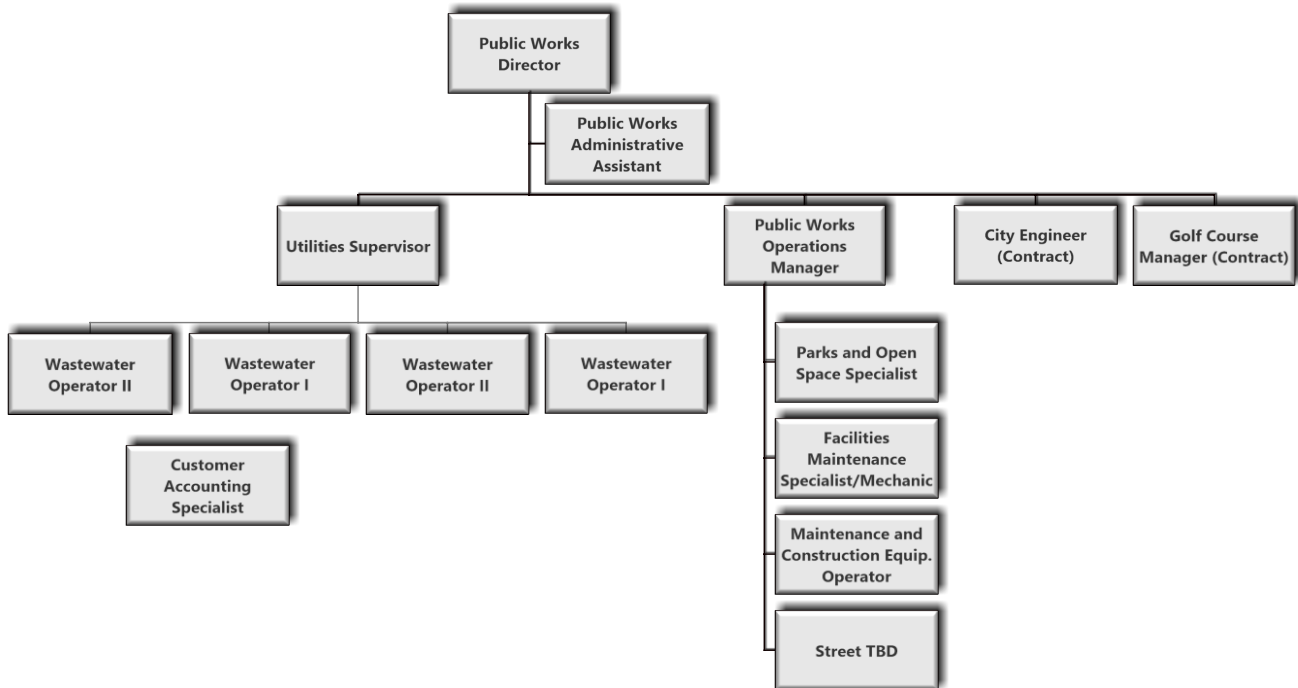 Public Works
Director
Public Works
Administrative
Assistant
Utilities Supervisor
Public Works
Operations
Manager
City Engineer
(Contract)
Golf Course
Manager (Contract)
Wastewater
Operator II
Wastewater
Operator I
Wastewater
Operator II
Wastewater
Operator I
Customer
Accounting
Specialist
Parks and Open
Space Specialist
Facilities
Maintenance
Specialist/Mechanic
Maintenance and
Construction Equip.
Operator
Street TBD